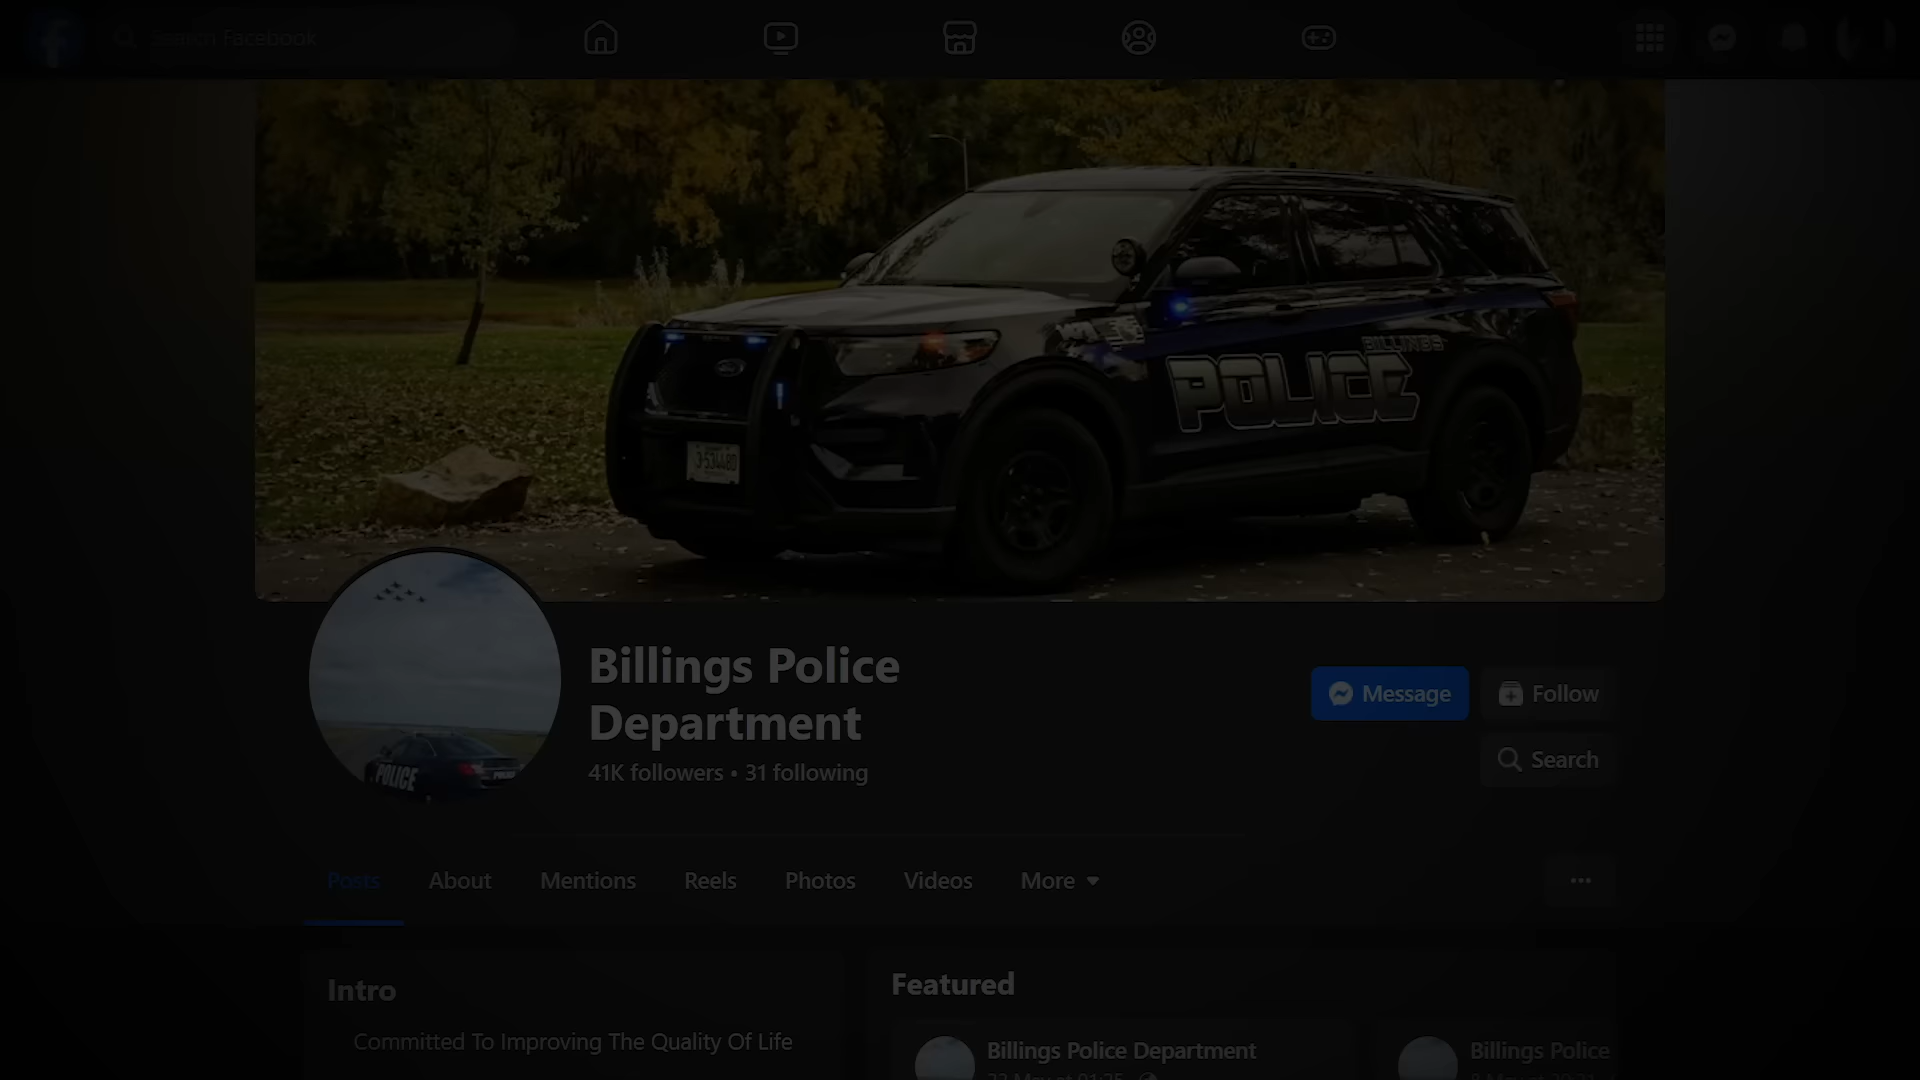 Search Facebook
BILLINGS
POLICE
POLICE
Billings Police
Department
41K followers • 31 following
Message
Follow
Search
Posts
About
Mentions
Reels
Photos
Videos
More
Intro
Committed To Improving The Quality Of Life
Featured
Billings Police Department
Billings Police